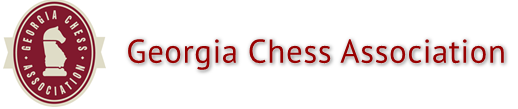 GEORGIA CHESS
· ASSOCIATION ·
Georgia Chess Association